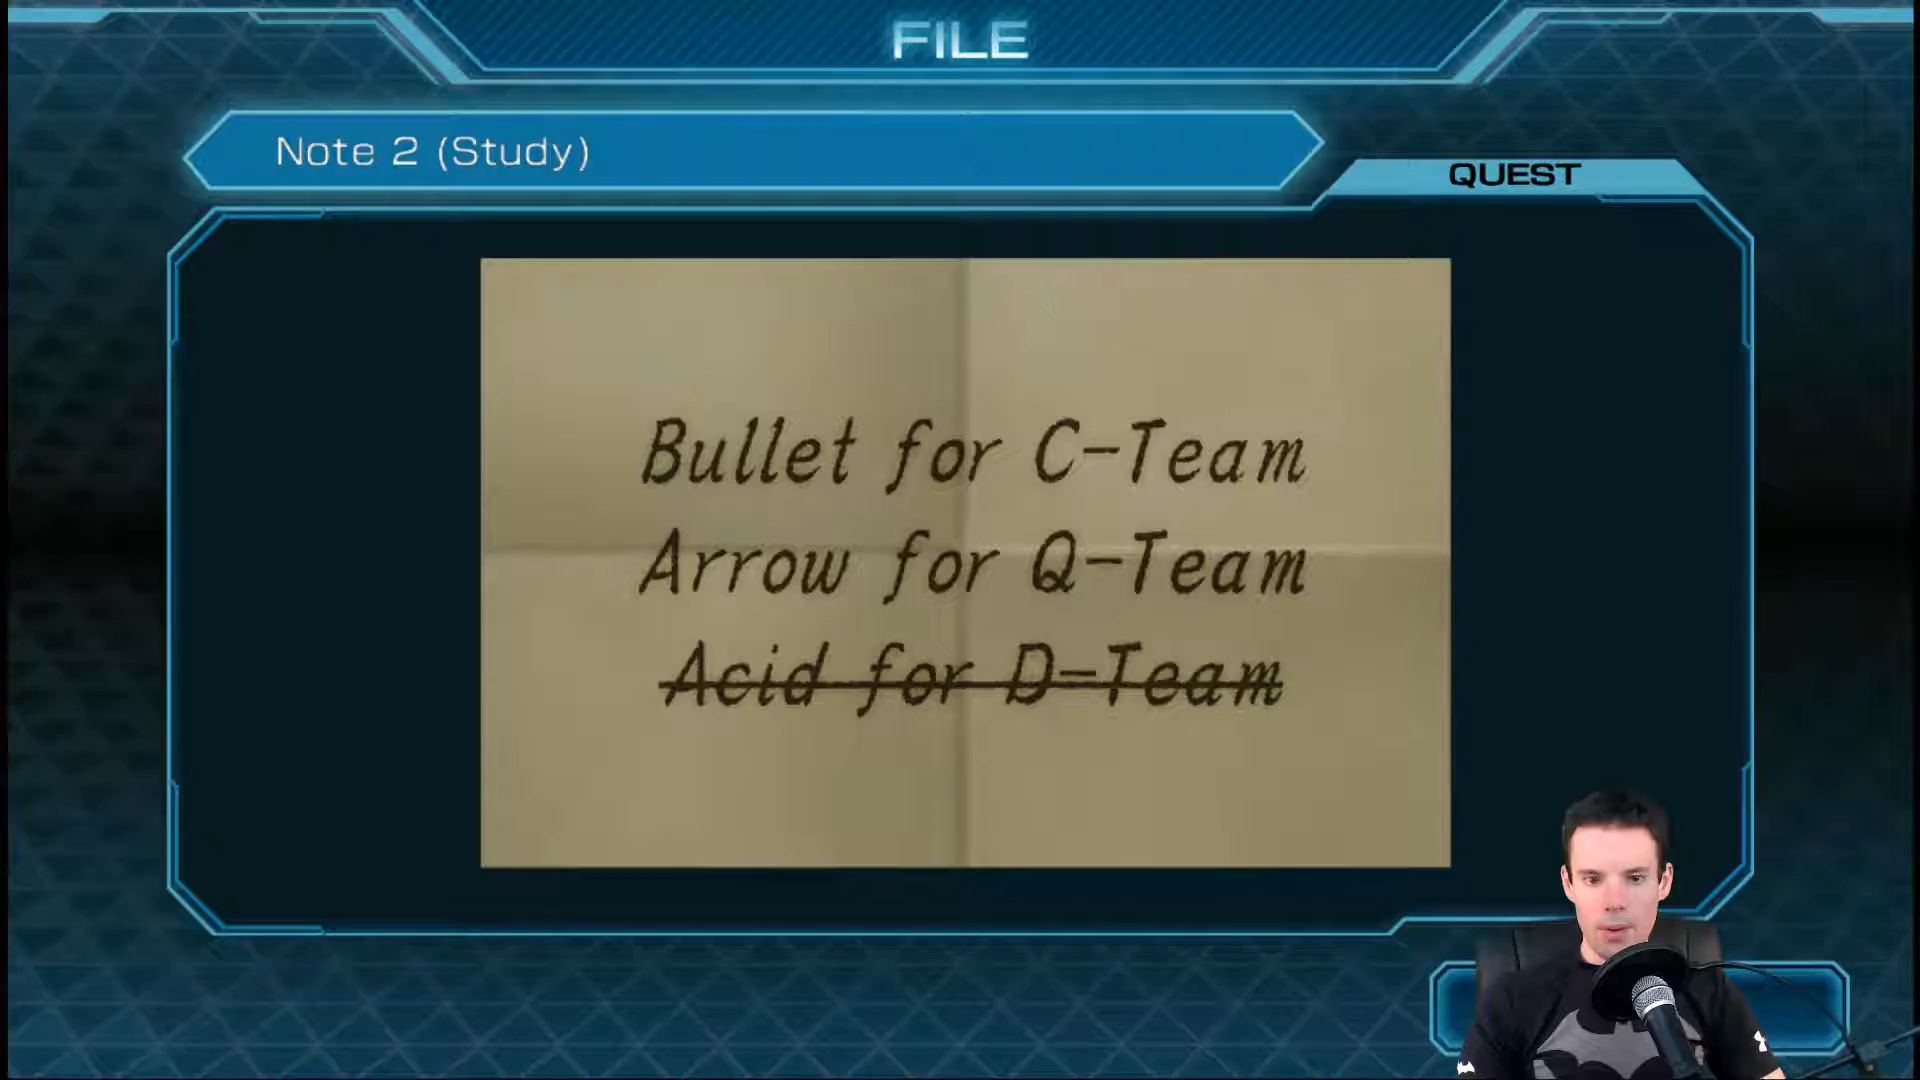 FILE
Note 2 (Study)
QUEST
Bullet for C-Team
Arrow for Q-Team
Acid for D-Team